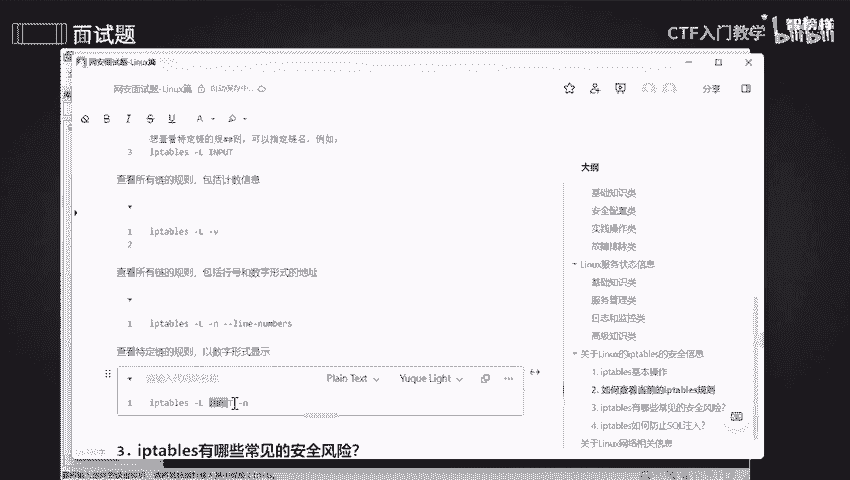 面试题
CTF入门教学
bilibili
网安面试题-Linux篇
网安面试题-Linux篇
分享
B I S U A
想查看特定链的规则，可以指定链名，例如：
3 iptables -L INPUT
查看所有链的规则，包括计数信息
1 iptables -L -v
2
查看所有链的规则，包括行号和数字形式的地址
1 iptables -L -n --line-numbers
查看特定链的规则，以数字形式显示
请输入代码块名称 Plain Text Yuque Light
1 iptables -L INPUT -n
3. iptables有哪些常见的安全风险？
大纲
基础知识类
安全配置类
实践操作类
故障排除类
Linux服务状态信息
基础知识类
服务管理类
日志和监控类
高级知识类
关于Linux的iptables的安全信息
1. iptables基本操作
2. 如何查看当前的iptables规则
3. iptables有哪些常见的安全风险？
4. iptables如何防止SQL注入？
关于Linux网络相关信息